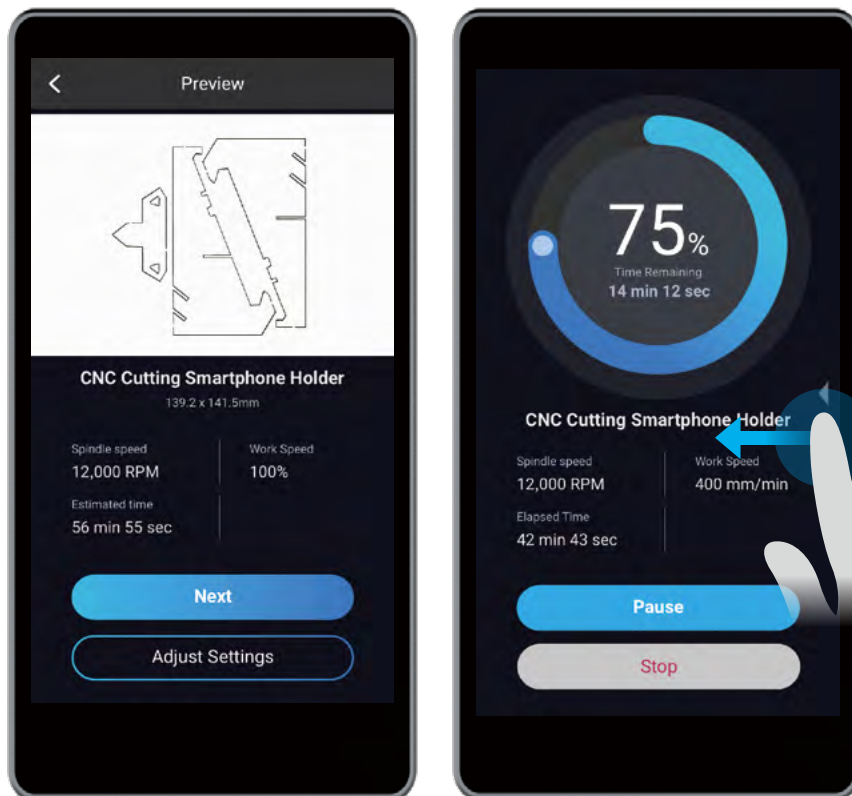 Preview
CNC Cutting Smartphone Holder
139.2 x 141.5mm
Spindle speed
12,000 RPM
Work Speed
100%
Estimated time
56 min 55 sec
Next
Adjust Settings
75%
Time Remaining
14 min 12 sec
CNC Cutting Smartphone Holder
Spindle speed
12,000 RPM
Work Speed
400 mm/min
Elapsed Time
42 min 43 sec
Pause
Stop